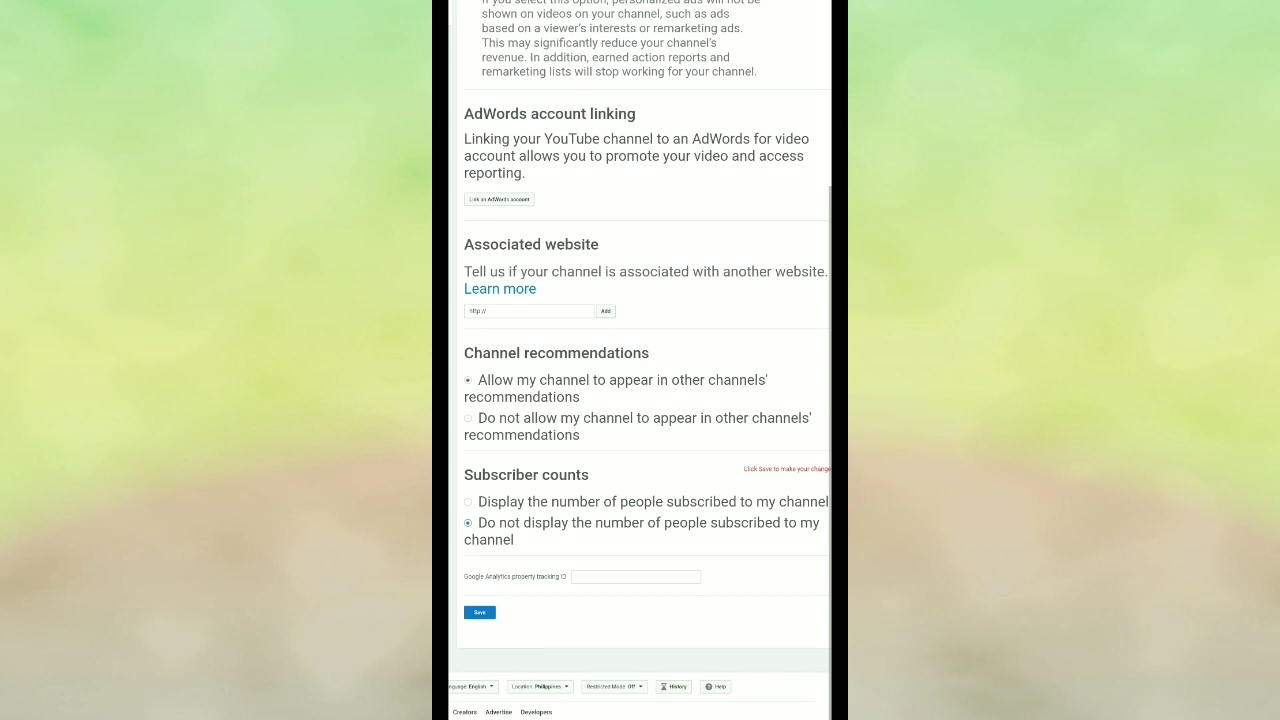 If you select this option, personalized ads will not be
shown on videos on your channel, such as ads
based on a viewer's interests or remarketing ads.
This may significantly reduce your channel's
revenue. In addition, earned action reports and
remarketing lists will stop working for your channel.
AdWords account linking
Linking your YouTube channel to an AdWords for video
account allows you to promote your video and access
reporting.
Link an AdWords account
Associated website
Tell us if your channel is associated with another website.
Learn more
http:// Add
Channel recommendations
Allow my channel to appear in other channels'
recommendations
Do not allow my channel to appear in other channels'
recommendations
Click Save to make your change
Subscriber counts
Display the number of people subscribed to my channel
Do not display the number of people subscribed to my
channel
Google Analytics property tracking ID
Save
nguage: English Location: Philippines Restricted Mode: Off History Help
Creators Advertise Developers